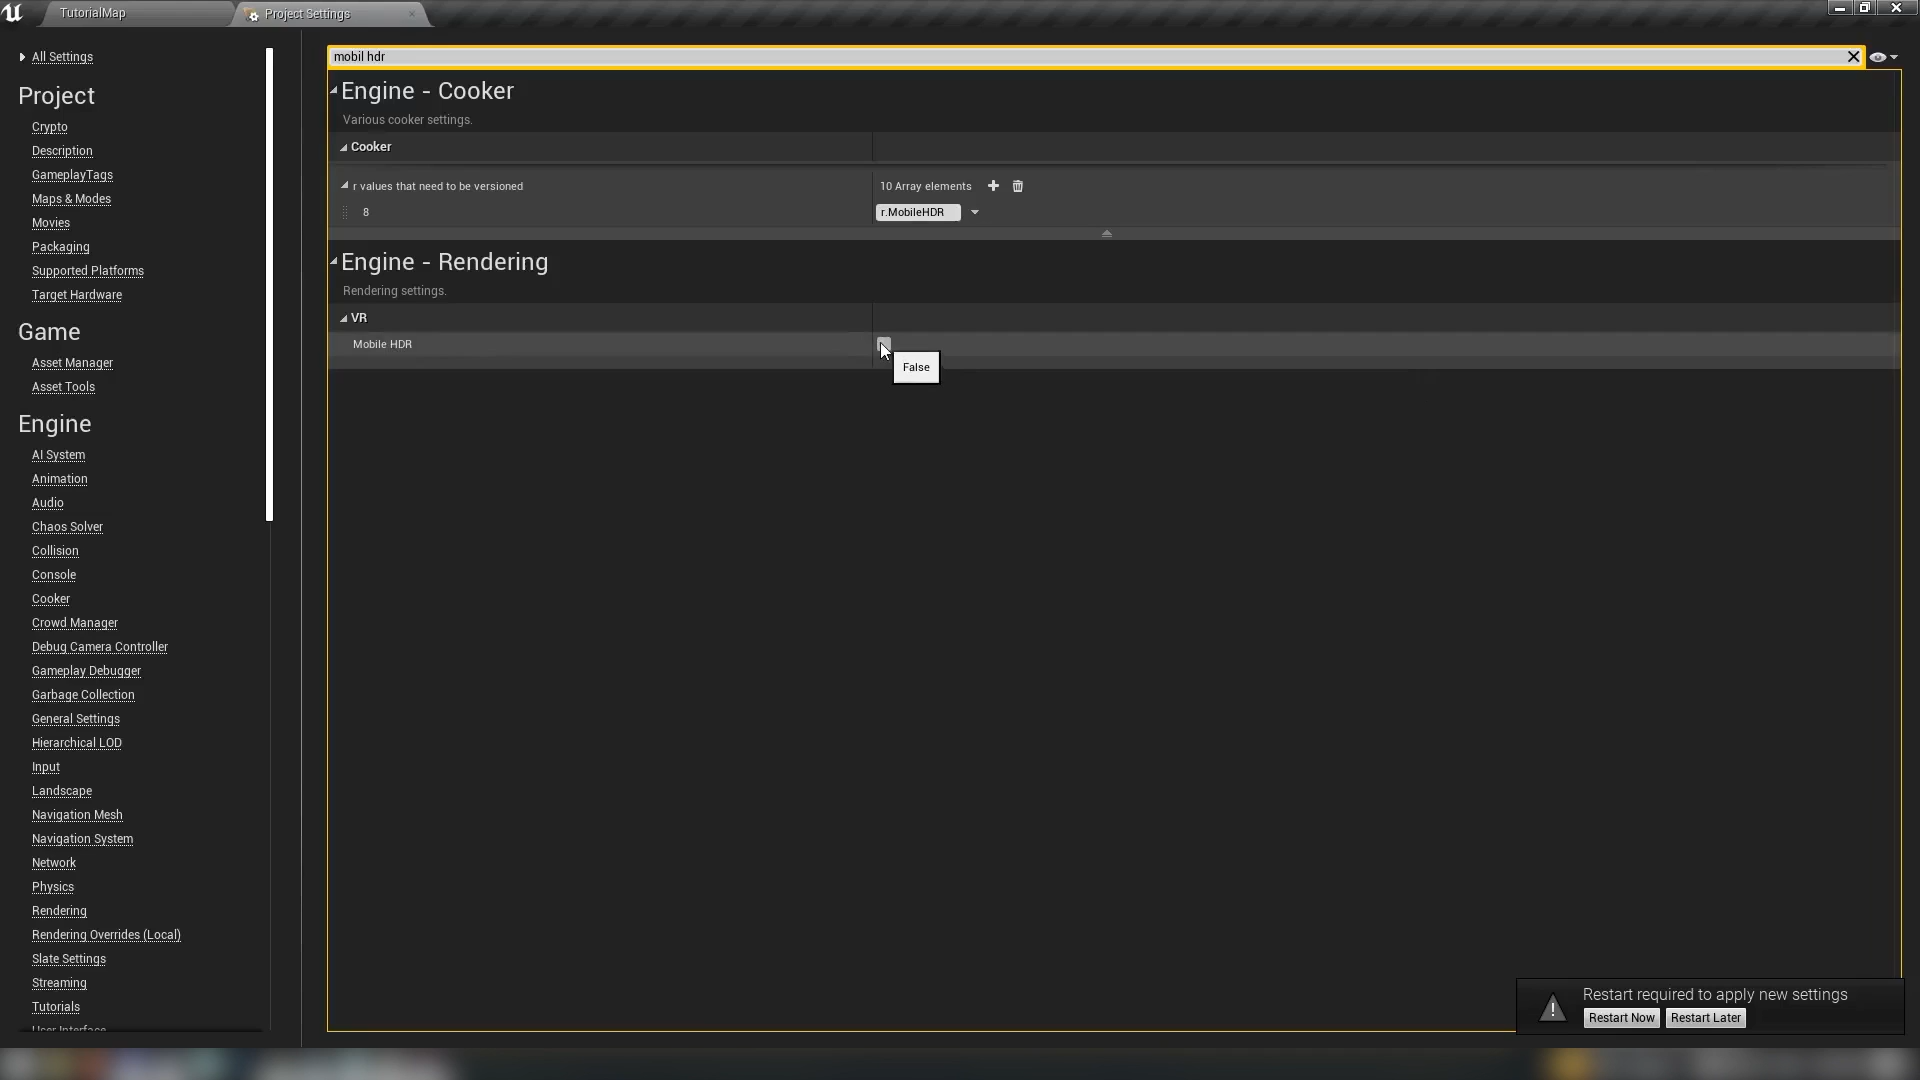 TutorialMap
Project Settings
All Settings
Project
Crypto
Description
GameplayTags
Maps & Modes
Movies
Packaging
Supported Platforms
Target Hardware
Game
Asset Manager
Asset Tools
Engine
AI System
Animation
Audio
Chaos Solver
Collision
Console
Cooker
Crowd Manager
Debug Camera Controller
Gameplay Debugger
Garbage Collection
General Settings
Hierarchical LOD
Input
Landscape
Navigation Mesh
Navigation System
Network
Physics
Rendering
Rendering Overrides (Local)
Slate Settings
Streaming
Tutorials
User Interface
mobil hdr
Engine - Cooker
Various cooker settings.
Cooker
r values that need to be versioned 10 Array elements
8 r.MobileHDR
Engine - Rendering
Rendering settings.
VR
Mobile HDR
False
Restart required to apply new settings
Restart Now Restart Later